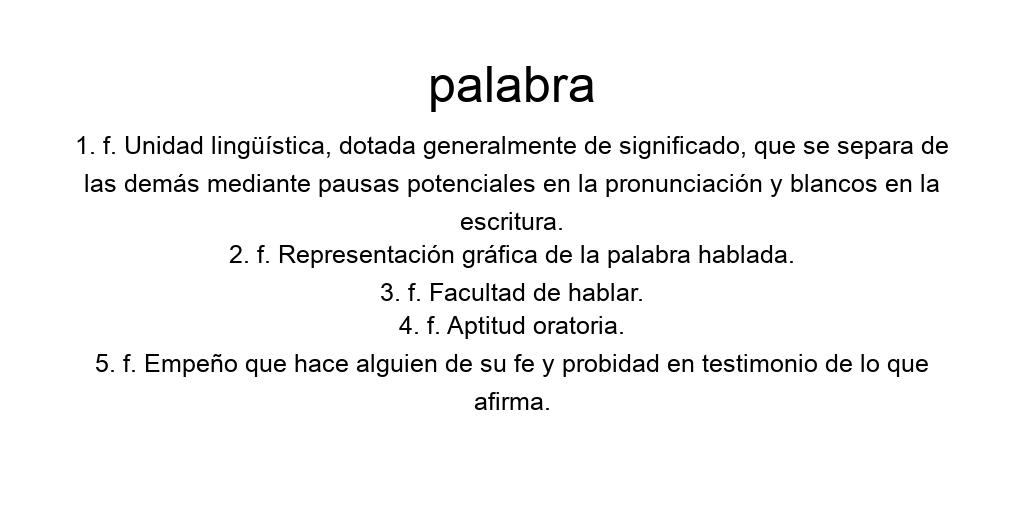 palabra
1. f. Unidad lingüística, dotada generalmente de significado, que se separa de
las demás mediante pausas potenciales en la pronunciación y blancos en la
escritura.
2. f. Representación gráfica de la palabra hablada.
3. f. Facultad de hablar.
4. f. Aptitud oratoria.
5. f. Empeño que hace alguien de su fe y probidad en testimonio de lo que
afirma.